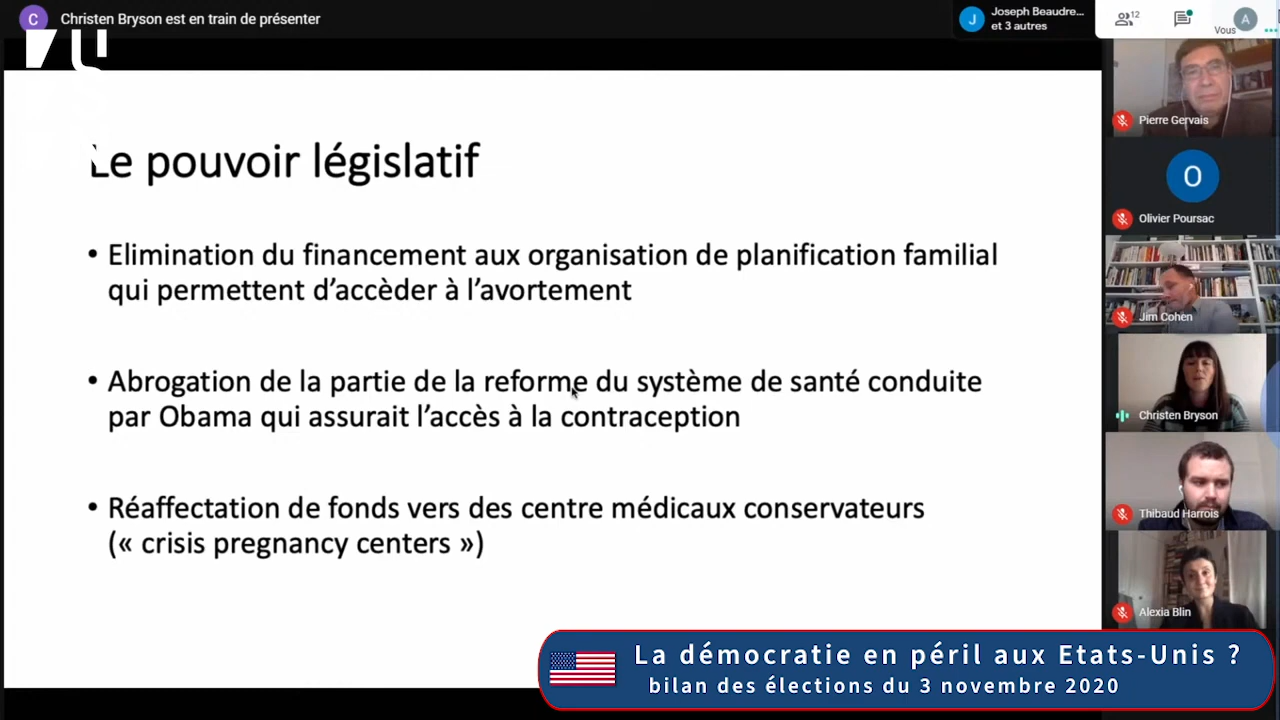 C
Christen Bryson est en train de présenter
J
Joseph Beaudre...
et 3 autres
12
Vous
A
Le pouvoir législatif
• Elimination du financement aux organisation de planification familial
qui permettent d’accèder à l’avortement
• Abrogation de la partie de la reforme du système de santé conduite
par Obama qui assurait l’accès à la contraception
• Réaffectation de fonds vers des centre médicaux conservateurs
(« crisis pregnancy centers »)
Pierre Gervais
O
Olivier Poursac
Jim Cohen
Christen Bryson
Thibaud Harrois
Alexia Blin
La démocratie en péril aux Etats-Unis ?
bilan des élections du 3 novembre 2020